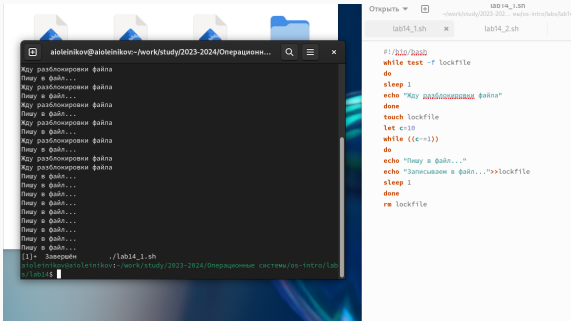 aioleinikov@aioleinikov:~/work/study/2023-2024/Операционн...
Жду разблокировки файла
Пишу в файл...
Жду разблокировки файла
Пишу в файл...
Жду разблокировки файла
Пишу в файл...
Жду разблокировки файла
Пишу в файл...
Жду разблокировки файла
Пишу в файл...
Жду разблокировки файла
Жду разблокировки файла
Пишу в файл...
Пишу в файл...
Пишу в файл...
Пишу в файл...
Пишу в файл...
Пишу в файл...
Пишу в файл...
Пишу в файл...
Пишу в файл...
[1]+ Завершён ./lab14_1.sh
aioleinikov@aioleinikov:~/work/study/2023-2024/Операционные системы/os-intro/lab
s/lab14$
Открыть
lab14_1.sh
lab14_1.sh
lab14_2.sh
#!/bin/bash
while test -f lockfile
do
sleep 1
echo "Жду разблокировки файла"
done
touch lockfile
let c=10
while ((c-=1))
do
echo "Пишу в файл..."
echo "Записываем в файл...">>lockfile
sleep 1
done
rm lockfile